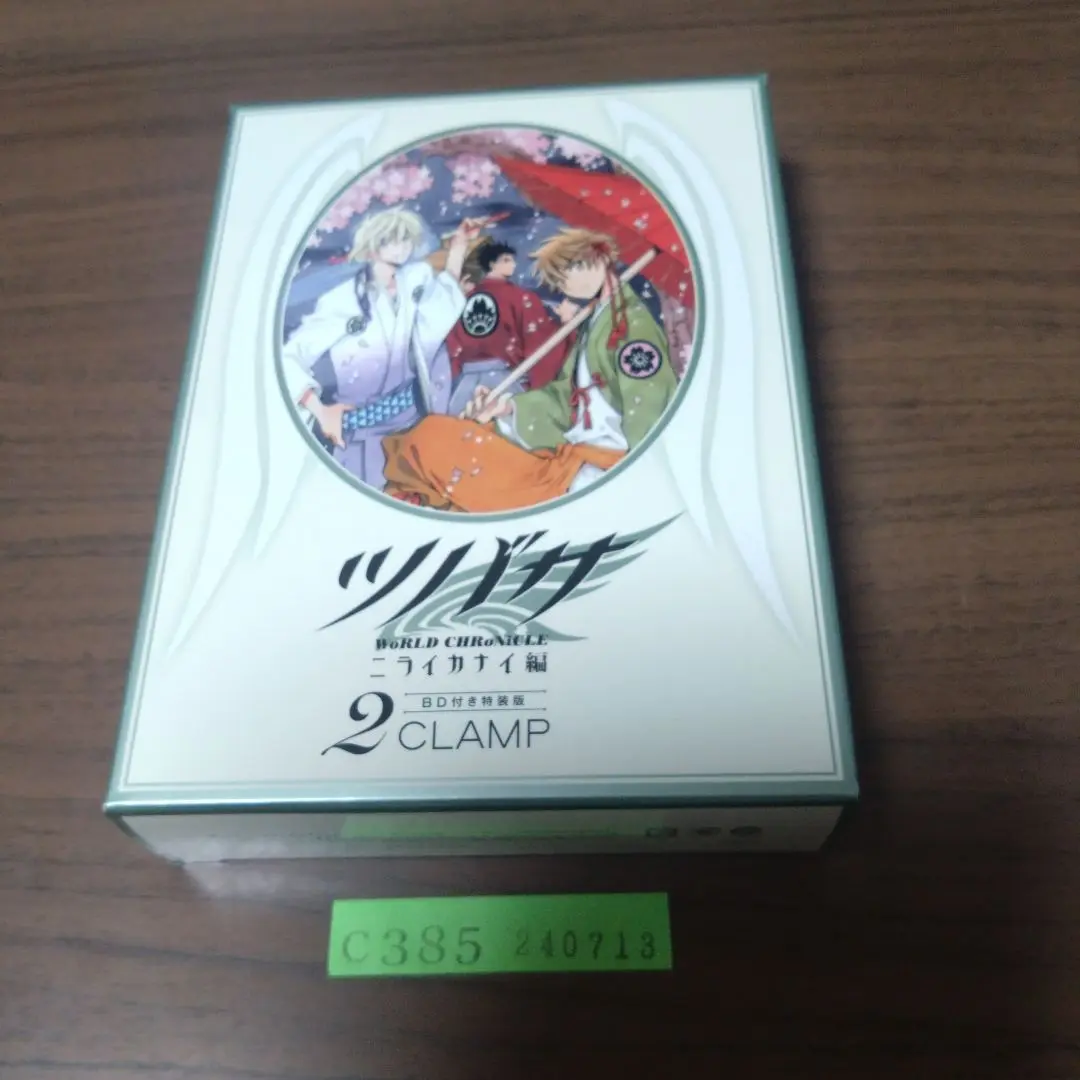 ツバサ
WoRLD CHRoNiCLE
ニライカナイ編
2 BD付き特装版
CLAMP
C385 240713